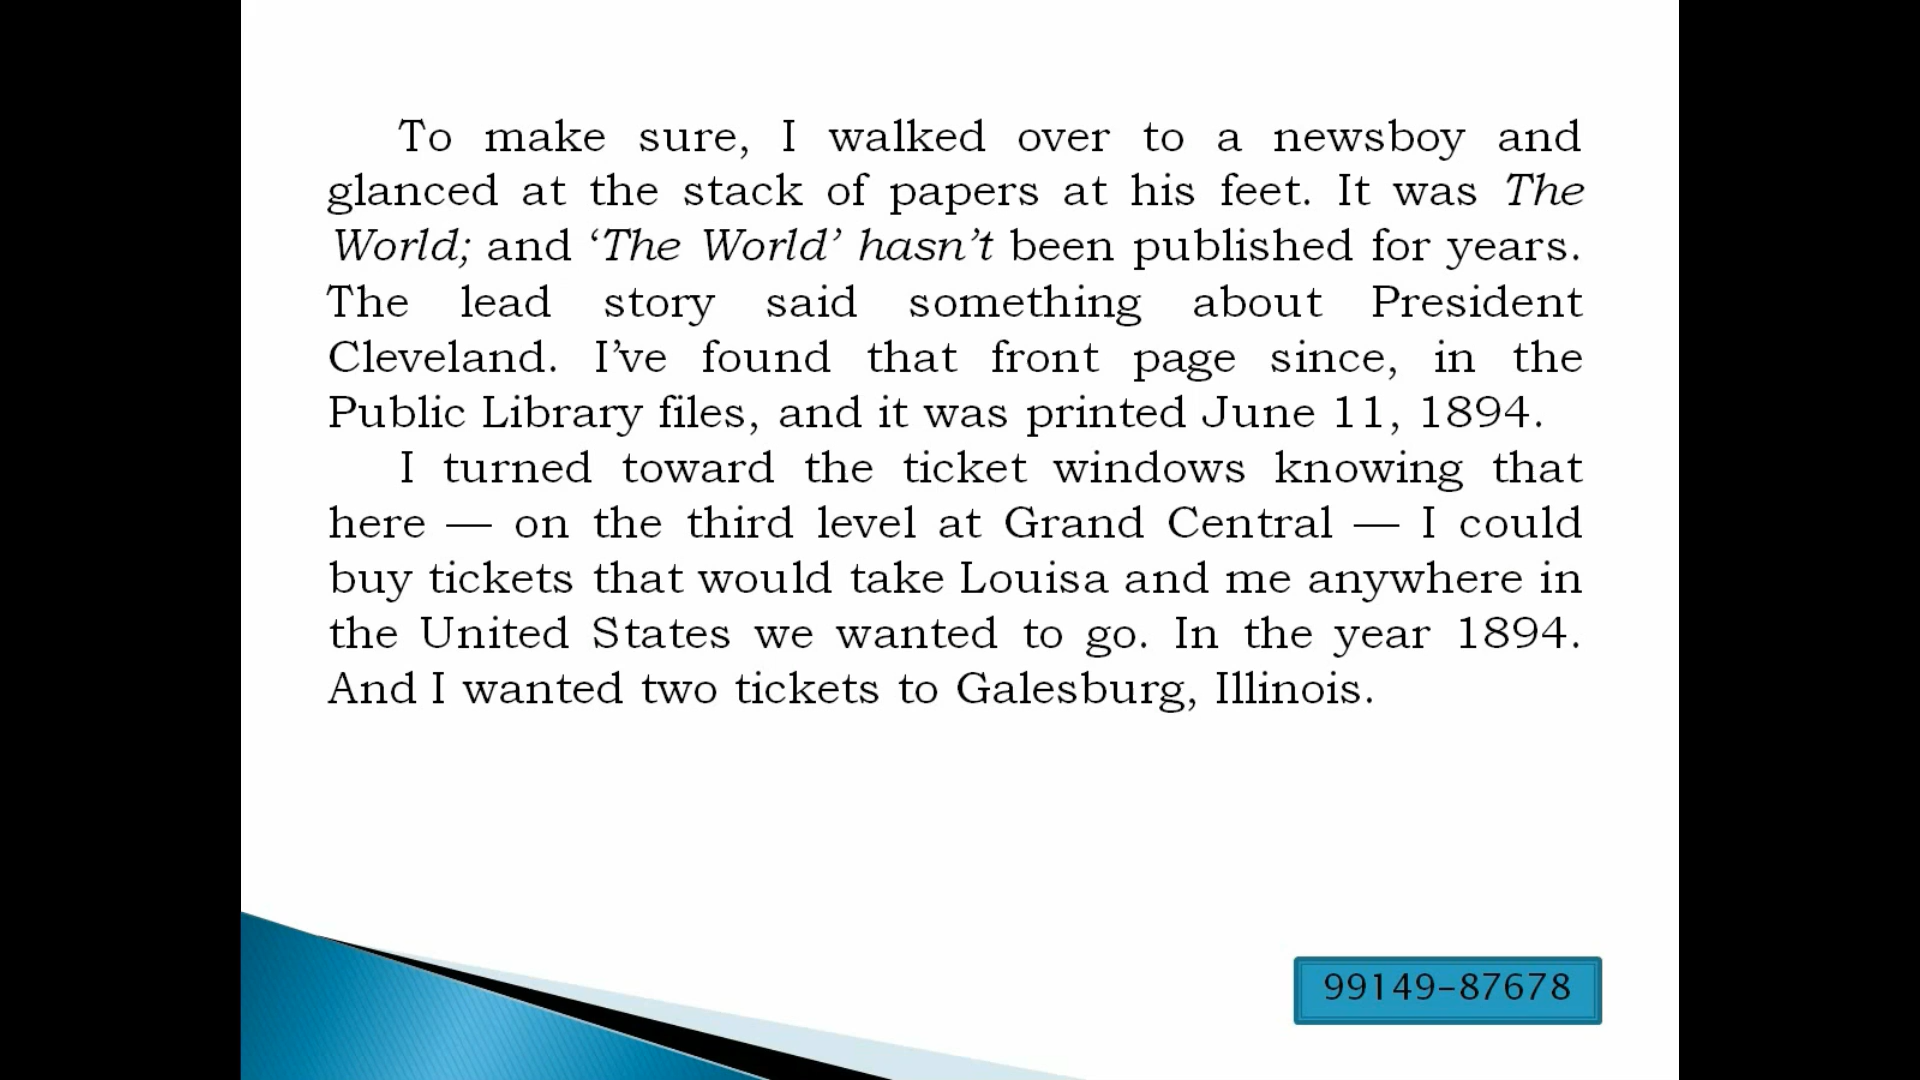 To make sure, I walked over to a newsboy and
glanced at the stack of papers at his feet. It was The
World; and ‘The World’ hasn’t been published for years.
The lead story said something about President
Cleveland. I’ve found that front page since, in the
Public Library files, and it was printed June 11, 1894.
I turned toward the ticket windows knowing that
here — on the third level at Grand Central — I could
buy tickets that would take Louisa and me anywhere in
the United States we wanted to go. In the year 1894.
And I wanted two tickets to Galesburg, Illinois.
99149-87678